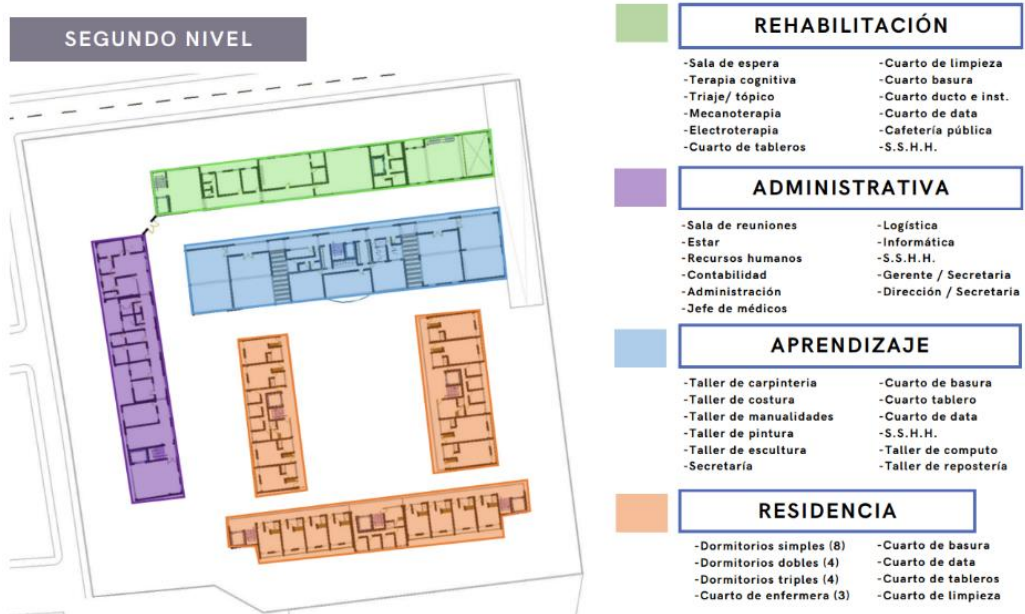 SEGUNDO NIVEL
REHABILITACIÓN
-Sala de espera
-Terapia cognitiva
-Triaje/ tópico
-Mecanoterapia
-Electroterapia
-Cuarto de tableros
-Cuarto de limpieza
-Cuarto basura
-Cuarto ducto e inst.
-Cuarto de data
-Cafetería pública
-S.S.H.H.
ADMINISTRATIVA
-Sala de reuniones
-Estar
-Recursos humanos
-Contabilidad
-Administración
-Jefe de médicos
-Logística
-Informática
-S.S.H.H.
-Gerente / Secretaria
-Dirección / Secretaria
APRENDIZAJE
-Taller de carpinteria
-Taller de costura
-Taller de manualidades
-Taller de pintura
-Taller de escultura
-Secretaría
-Cuarto de basura
-Cuarto tablero
-Cuarto de data
-S.S.H.H.
-Taller de computo
-Taller de repostería
RESIDENCIA
-Dormitorios simples (8)
-Dormitorios dobles (4)
-Dormitorios triples (4)
-Cuarto de enfermera (3)
-Cuarto de basura
-Cuarto de data
-Cuarto de tableros
-Cuarto de limpieza